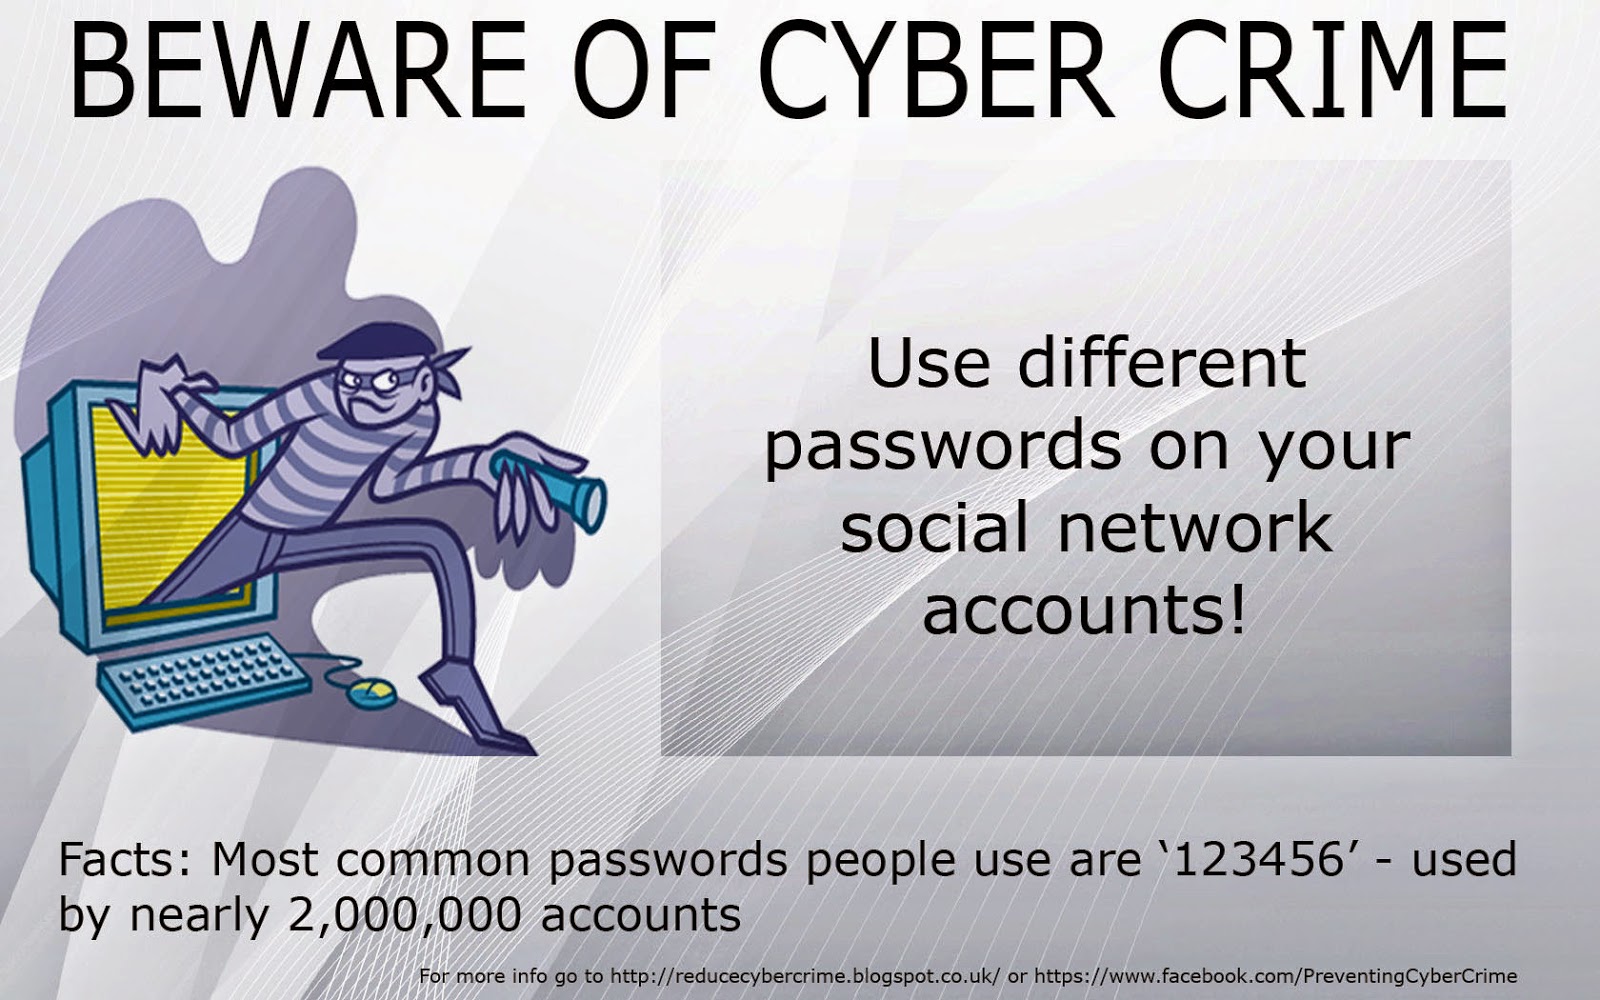 BEWARE OF CYBER CRIME
Use different
passwords on your
social network
accounts!
Facts: Most common passwords people use are ‘123456’ - used
by nearly 2,000,000 accounts
For more info go to http://reducecybercrime.blogspot.co.uk/ or https://www.facebook.com/PreventingCyberCrime